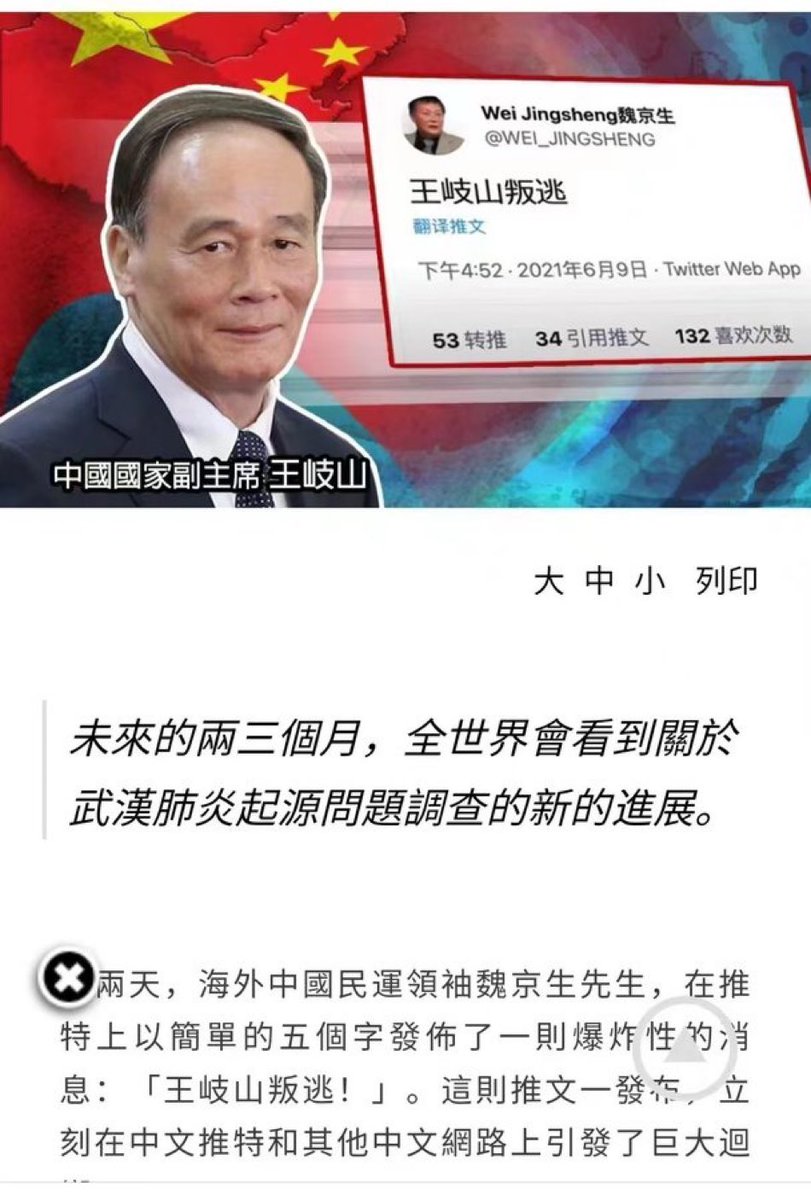 Wei Jingsheng魏京生
@WEI_JINGSHENG
王岐山叛逃
翻译推文
下午4:52 · 2021年6月9日 · Twitter Web App
53 转推 34 引用推文 132 喜欢次数
中國國家副主席 王岐山
大 中 小 列印
未來的兩三個月，全世界會看到關於
武漢肺炎起源問題調查的新的進展。
兩天，海外中國民運領袖魏京生先生，在推
特上以簡單的五個字發佈了一則爆炸性的消
息：「王岐山叛逃！」。這則推文一發布，立
刻在中文推特和其他中文網路上引發了巨大迴